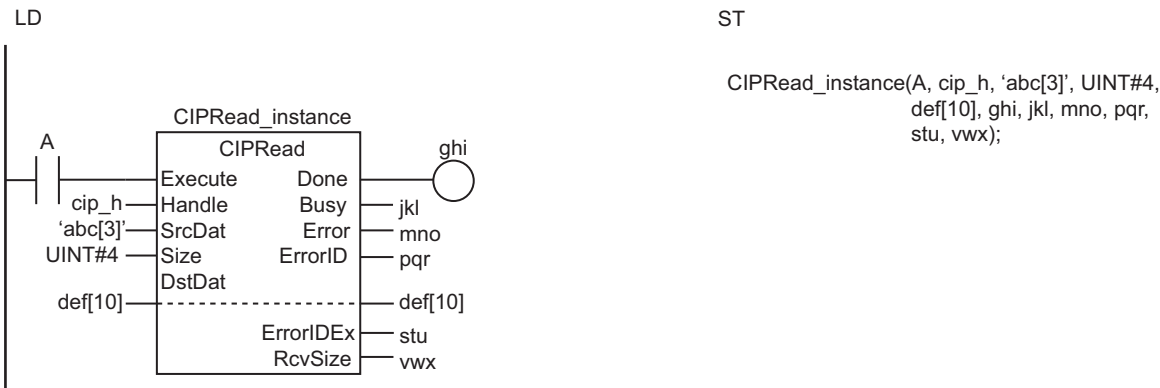 LD
CIPRead_instance
CIPRead
A
ghi
Execute Done
cip_h Handle Busy jkl
‘abc[3]’ SrcDat Error mno
UINT#4 Size ErrorID pqr
DstDat
def[10] def[10]
ErrorIDEx stu
RcvSize vwx
ST
CIPRead_instance(A, cip_h, ‘abc[3]’, UINT#4,
def[10], ghi, jkl, mno, pqr,
stu, vwx);